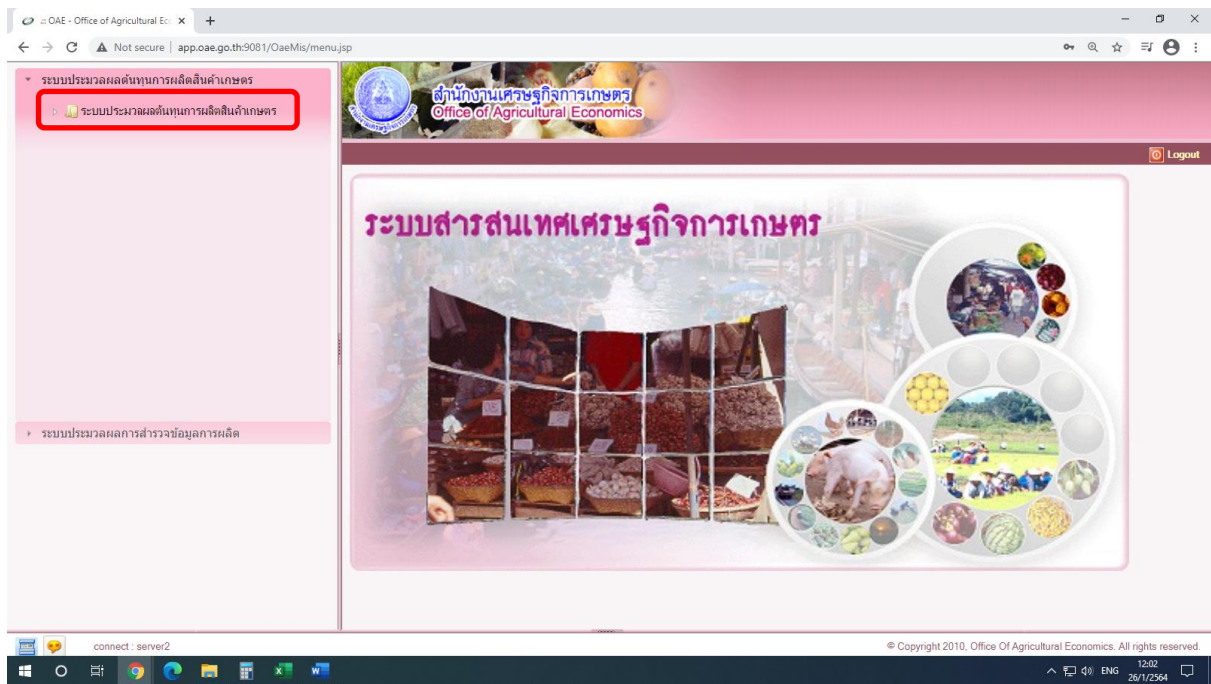 :: OAE - Office of Agricultural Ec
Not secure | app.oae.go.th:9081/OaeMis/menu.jsp
ระบบประมวลผลต้นทุนการผลิตสินค้าเกษตร
ระบบประมวลผลต้นทุนการผลิตสินค้าเกษตร
สำนักงานเศรษฐกิจการเกษตร
Office of Agricultural Economics
Logout
ระบบสารสนเทศเศรษฐกิจการเกษตร
ระบบประมวลผลการสำรวจข้อมูลการผลิต
connect : server2
© Copyright 2010, Office Of Agricultural Economics. All rights reserved.
ENG
12:02
26/1/2564